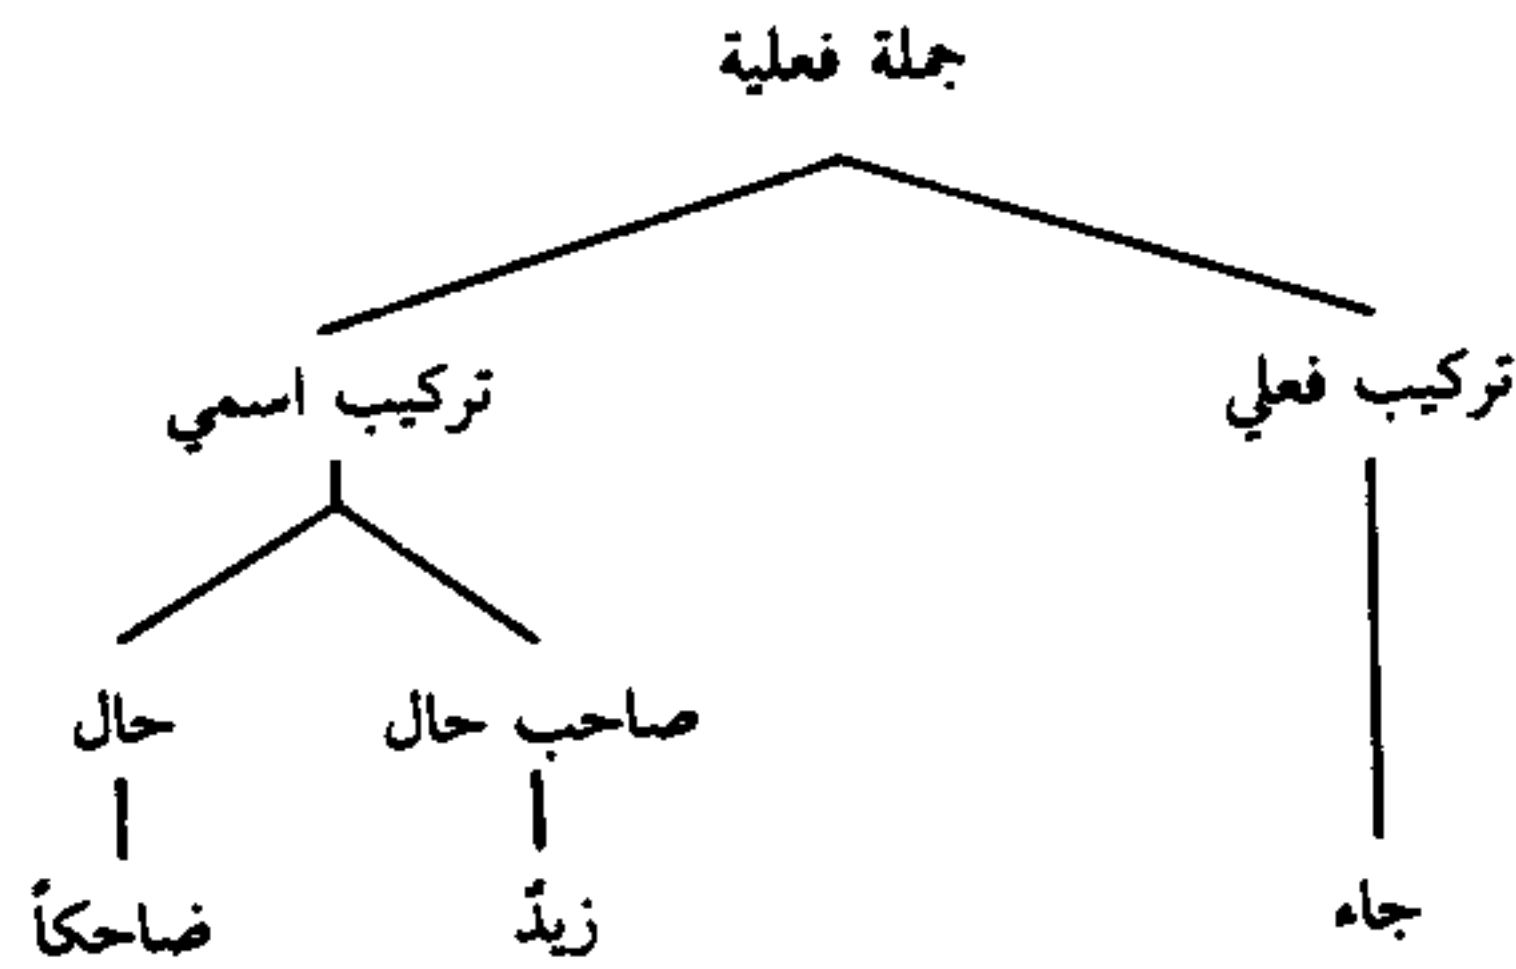 جملة فعلية
تركيب فعلي تركيب اسمي
صاحب حال حال
جاء زيدٌ ضاحكاً